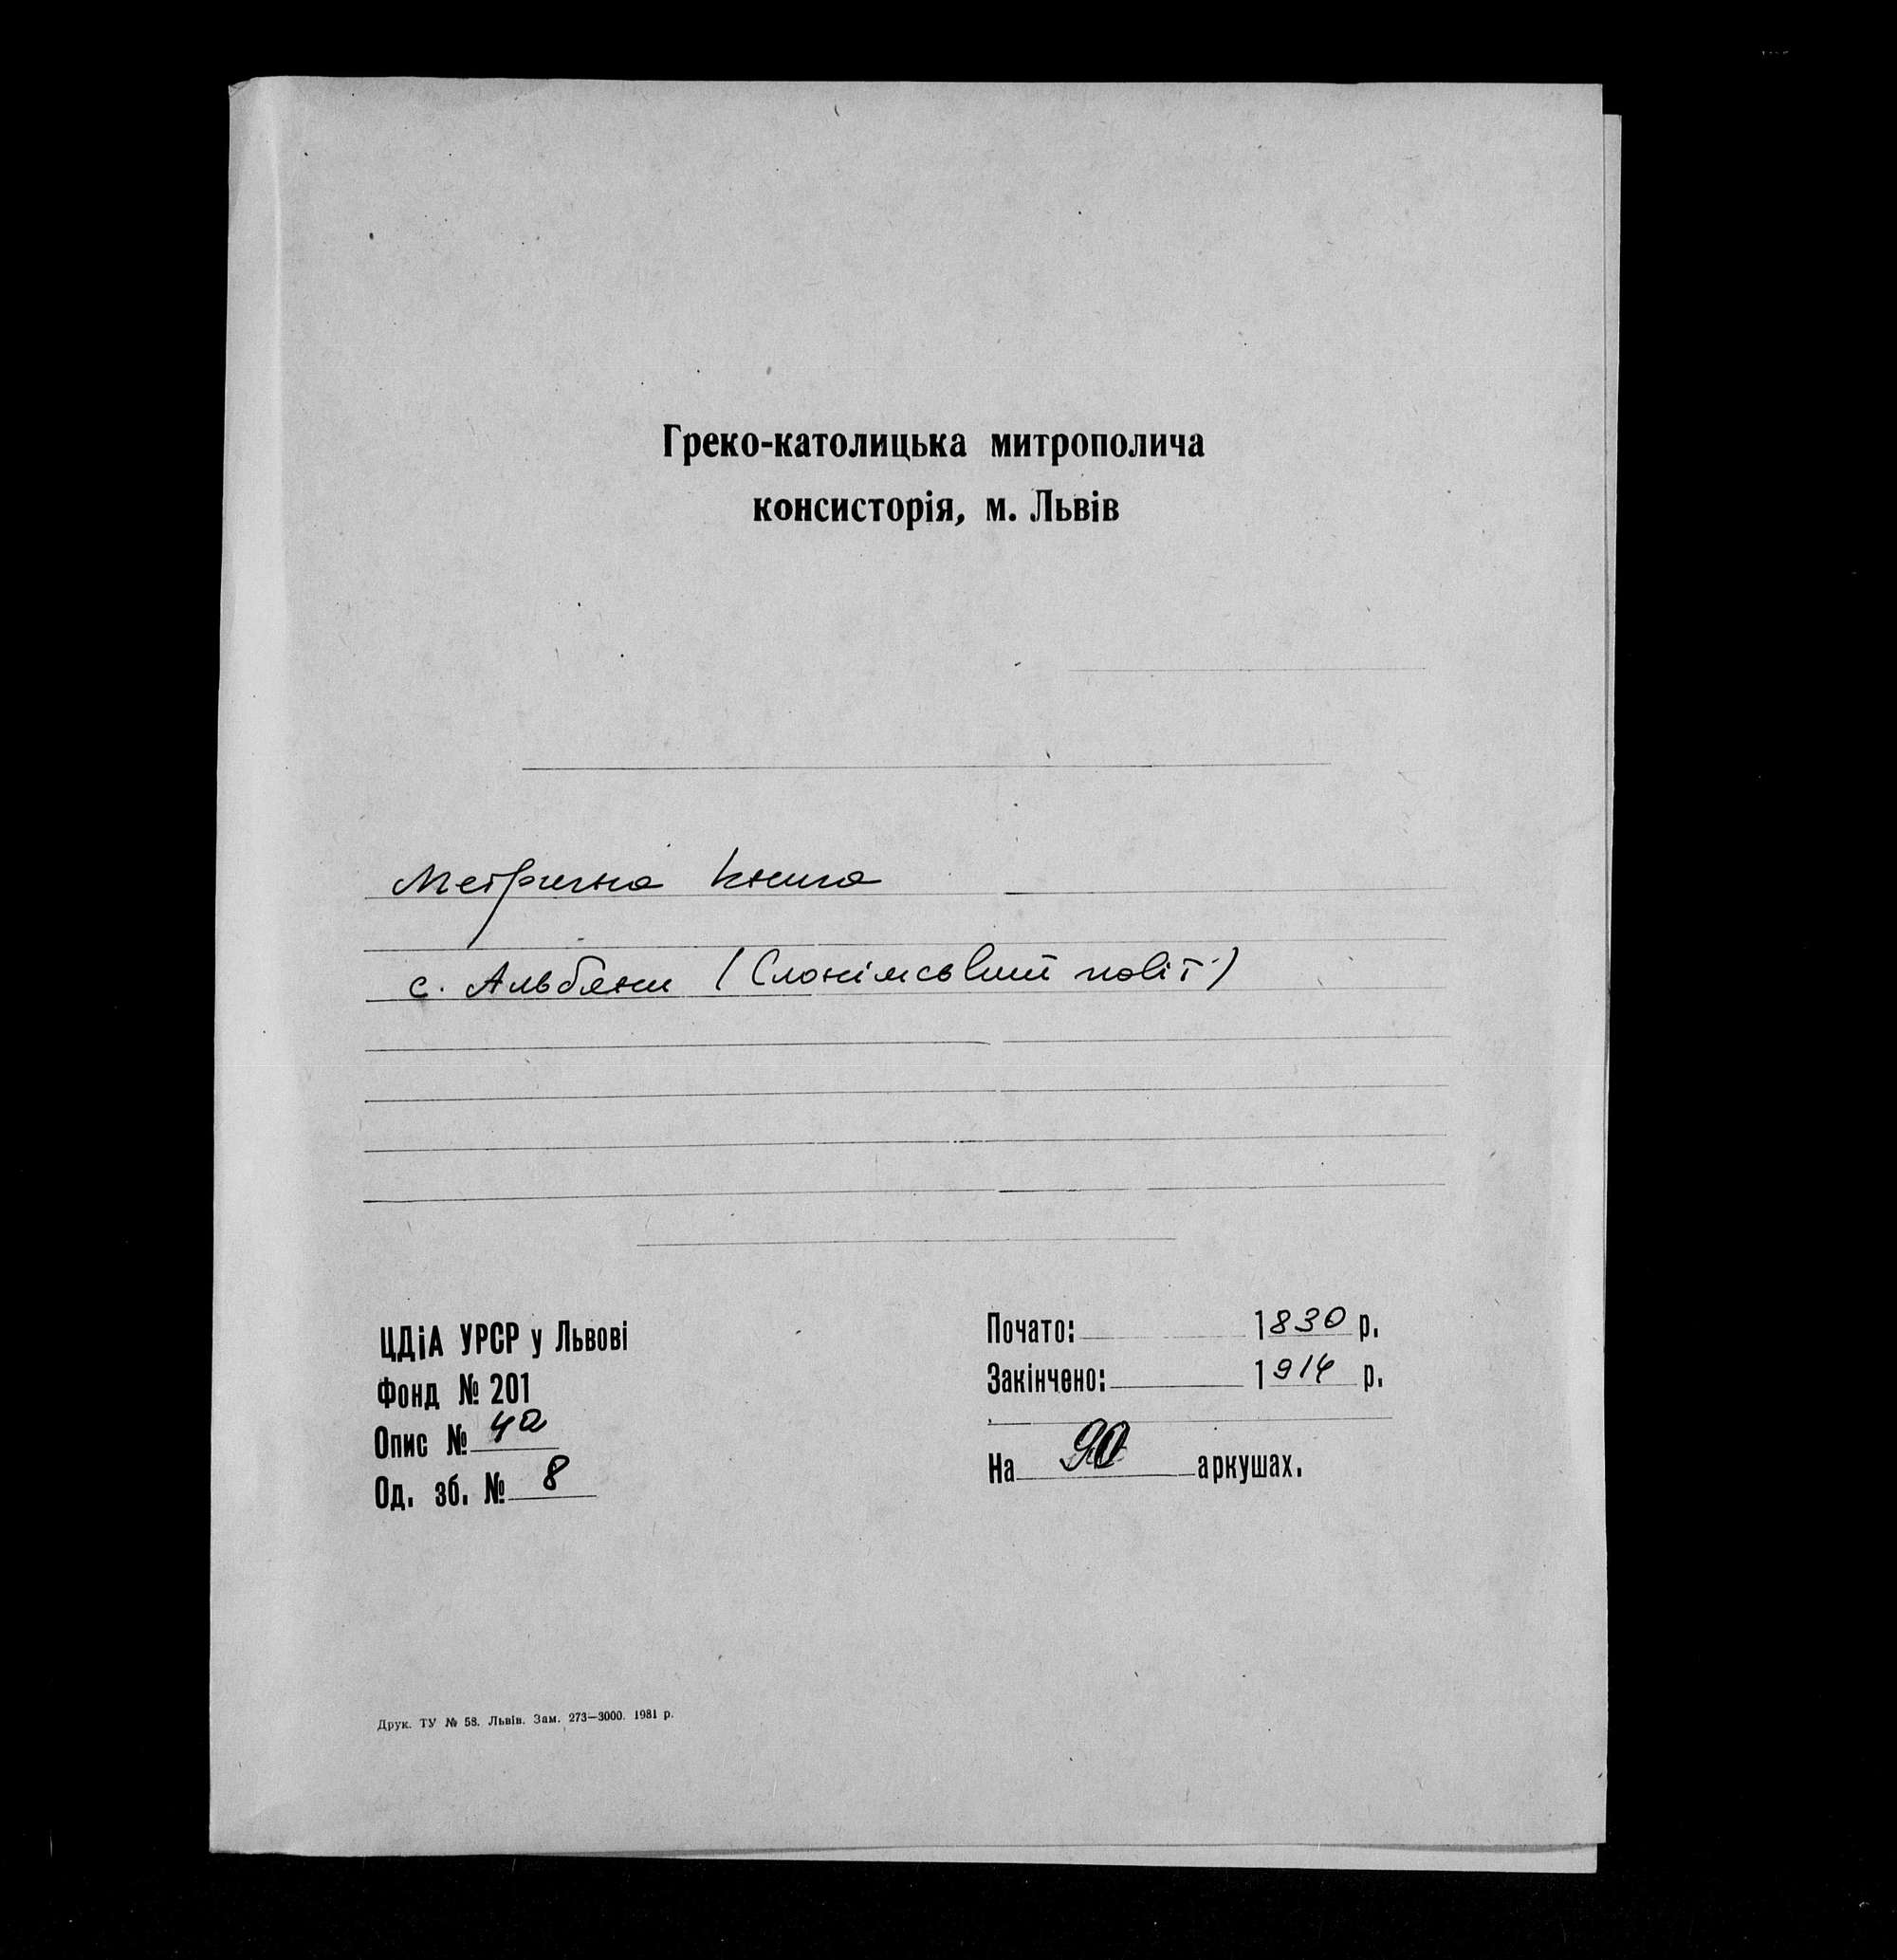 Греко-католицька митрополича
консисторія, м. Львів
Метрична книга
с. Альбяни (Слонімський повіт)
ЦДіА УРСР у Львові
Фонд № 201
Опис № 4а
Од. зб. № 8
Почато: 1830 р.
Закінчено: 1914 р.
На 90 аркушах.
Друк. ТУ № 58. Львів. Зам. 273—3000. 1981 р.